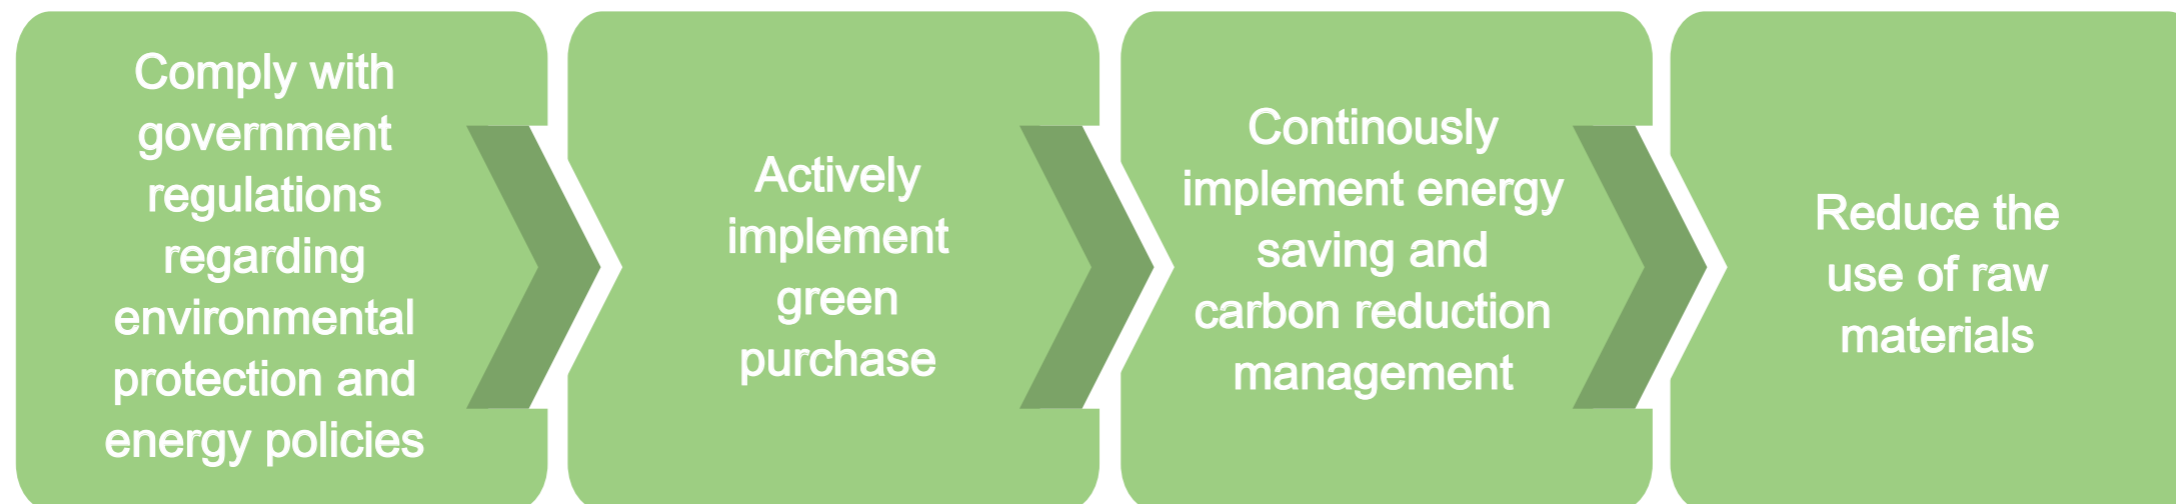 Comply with
government
regulations
regarding
environmental
protection and
energy policies
Actively
implement
green
purchase
Continously
implement energy
saving and
carbon reduction
management
Reduce the
use of raw
materials